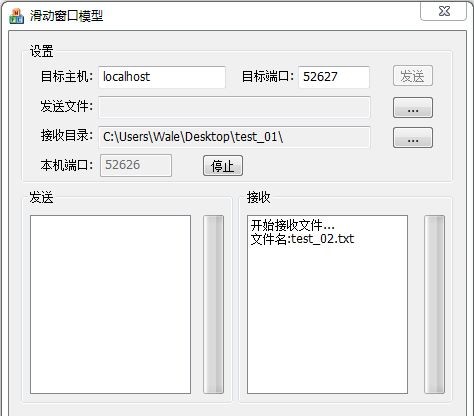 滑动窗口模型
设置
目标主机: localhost 目标端口: 52627 发送
发送文件: ...
接收目录: C:\Users\Wale\Desktop\test_01\ ...
本机端口: 52626 停止
发送
接收
开始接收文件...
文件名:test_02.txt